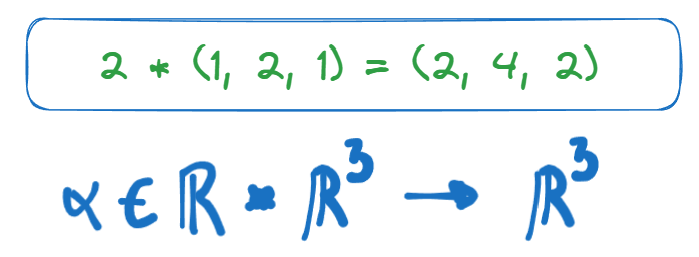 2 * (1, 2, 1) = (2, 4, 2)
α ∈ ℝ * ℝ³ → ℝ³